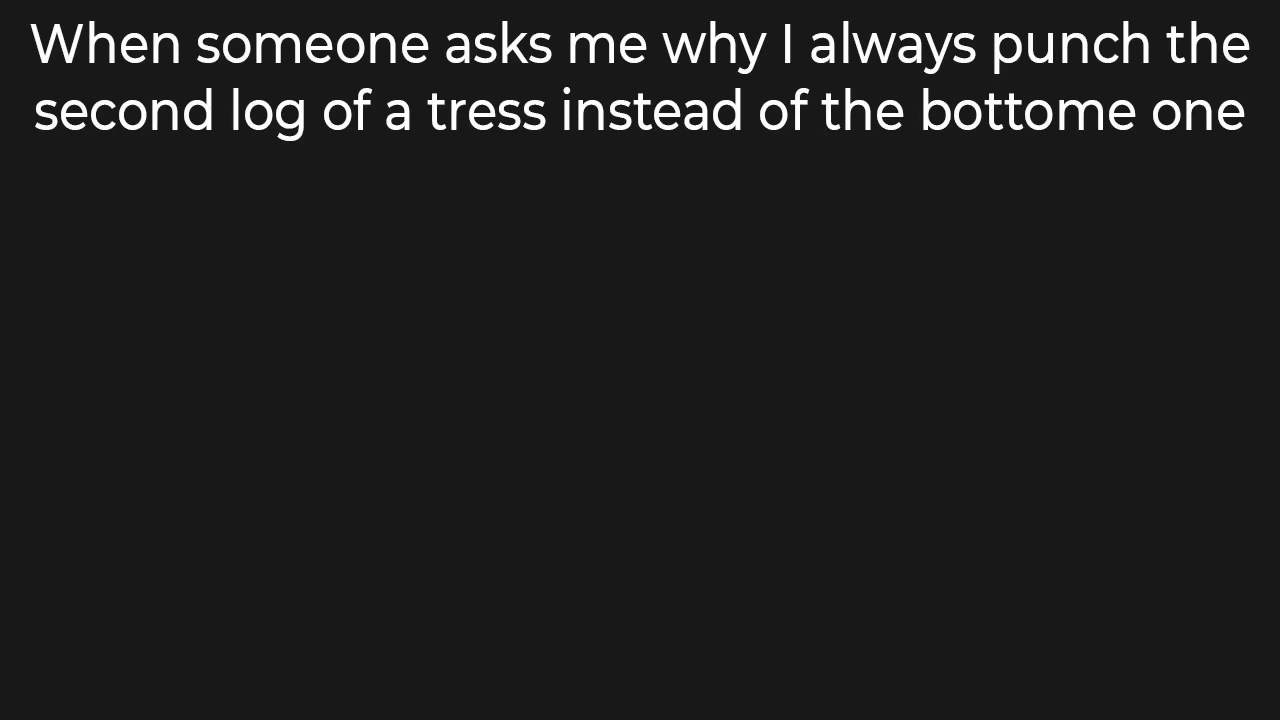 When someone asks me why I always punch the
second log of a tress instead of the bottome one